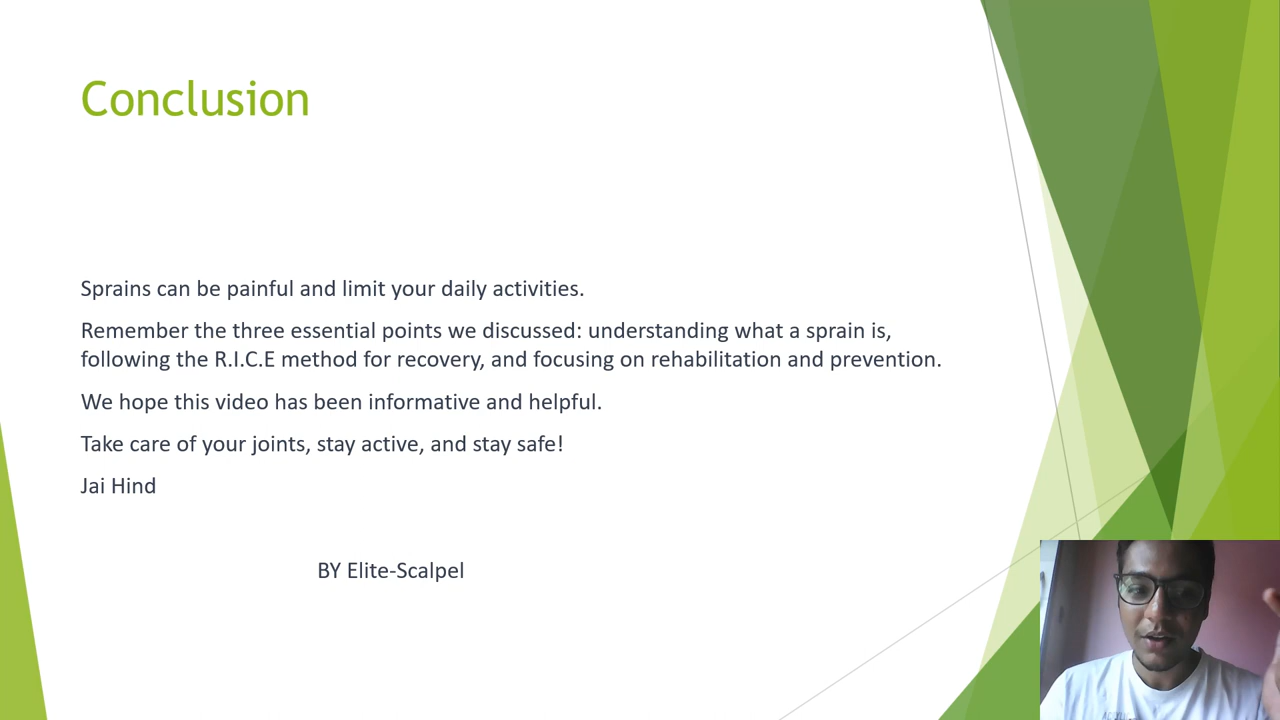 Conclusion
Sprains can be painful and limit your daily activities.
Remember the three essential points we discussed: understanding what a sprain is,
following the R.I.C.E method for recovery, and focusing on rehabilitation and prevention.
We hope this video has been informative and helpful.
Take care of your joints, stay active, and stay safe!
Jai Hind
BY Elite-Scalpel